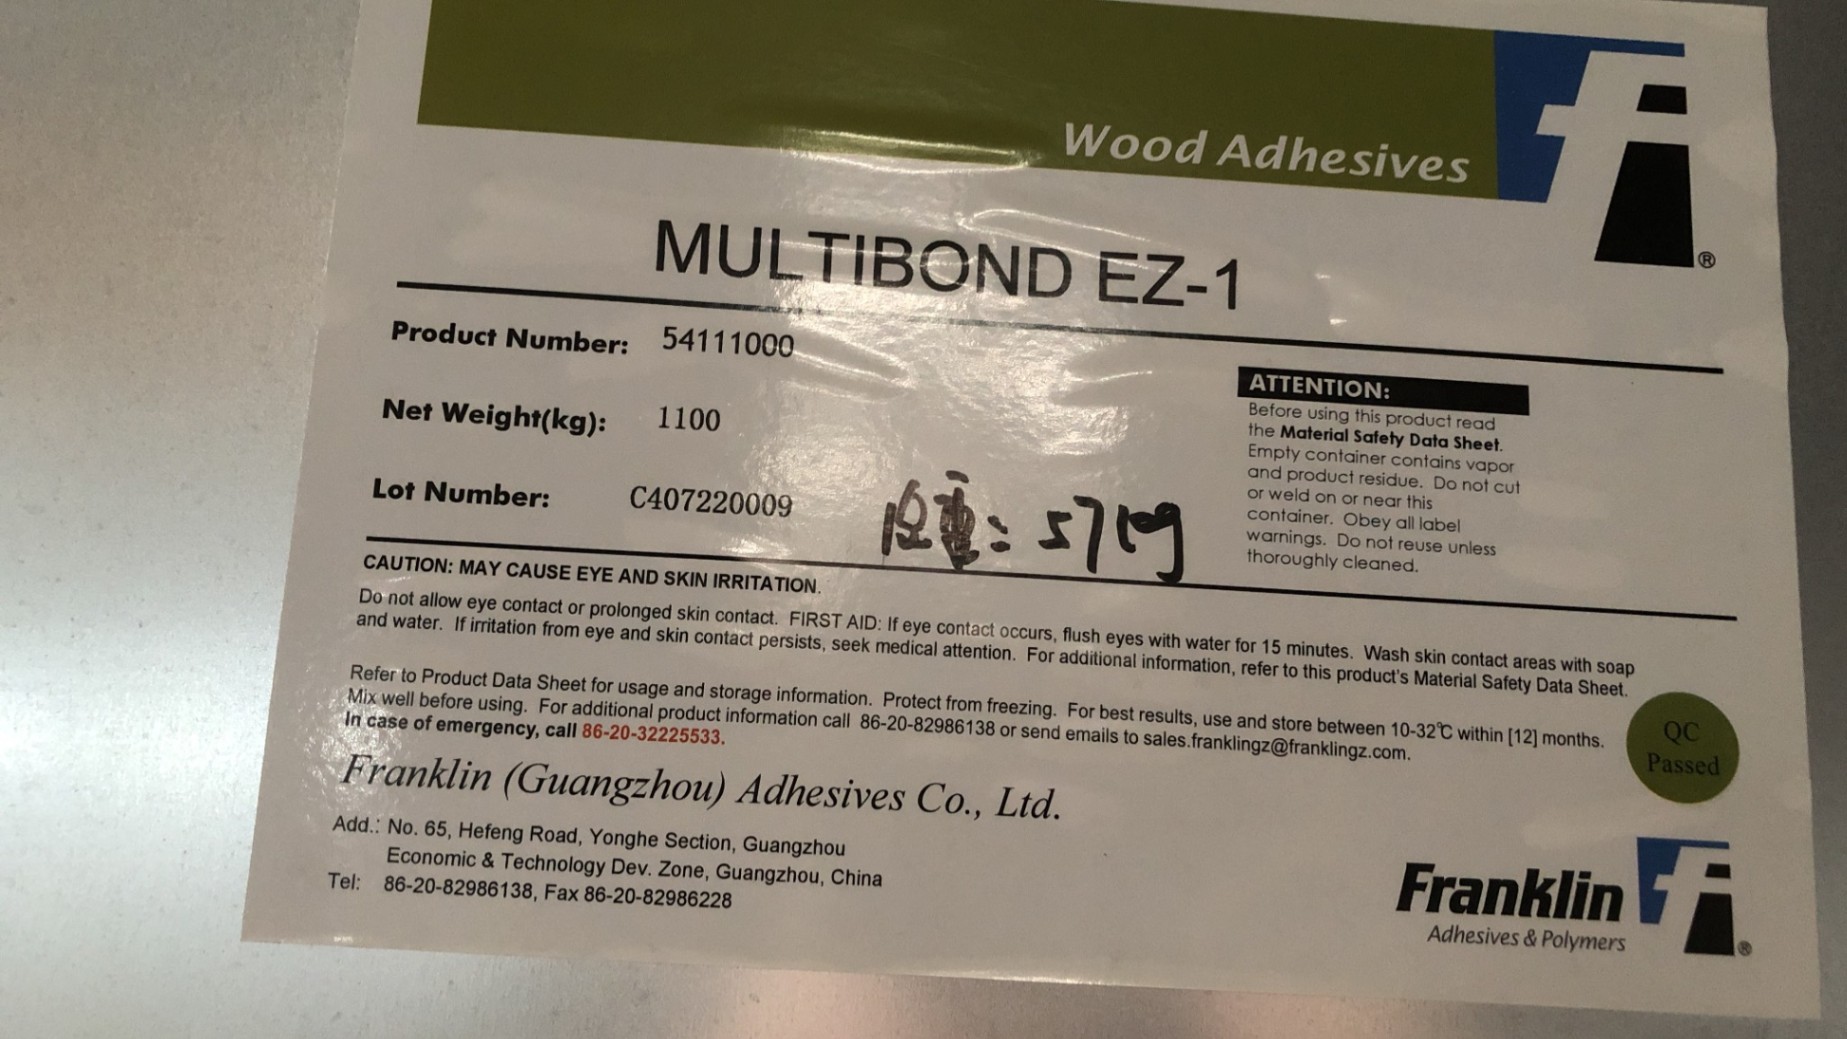 Wood Adhesives
fi®
MULTIBOND EZ-1
Product Number: 54111000
Net Weight(kg): 1100
Lot Number: C407220009
皮重: 57kg
ATTENTION:
Before using this product read
the Material Safety Data Sheet.
Empty container contains vapor
and product residue. Do not cut
or weld on or near this
container. Obey all label
warnings. Do not reuse unless
thoroughly cleaned.
CAUTION: MAY CAUSE EYE AND SKIN IRRITATION.
Do not allow eye contact or prolonged skin contact. FIRST AID: If eye contact occurs, flush eyes with water for 15 minutes. Wash skin contact areas with soap
and water. If irritation from eye and skin contact persists, seek medical attention. For additional information, refer to this product's Material Safety Data Sheet.
Refer to Product Data Sheet for usage and storage information. Protect from freezing. For best results, use and store between 10-32℃ within [12] months.
Mix well before using. For additional product information call 86-20-82986138 or send emails to sales.franklingz@franklingz.com.
In case of emergency, call 86-20-32225533.
QC
Passed
Franklin (Guangzhou) Adhesives Co., Ltd.
Add.: No. 65, Hefeng Road, Yonghe Section, Guangzhou
Economic & Technology Dev. Zone, Guangzhou, China
Tel: 86-20-82986138, Fax 86-20-82986228
Franklin fi®
Adhesives & Polymers